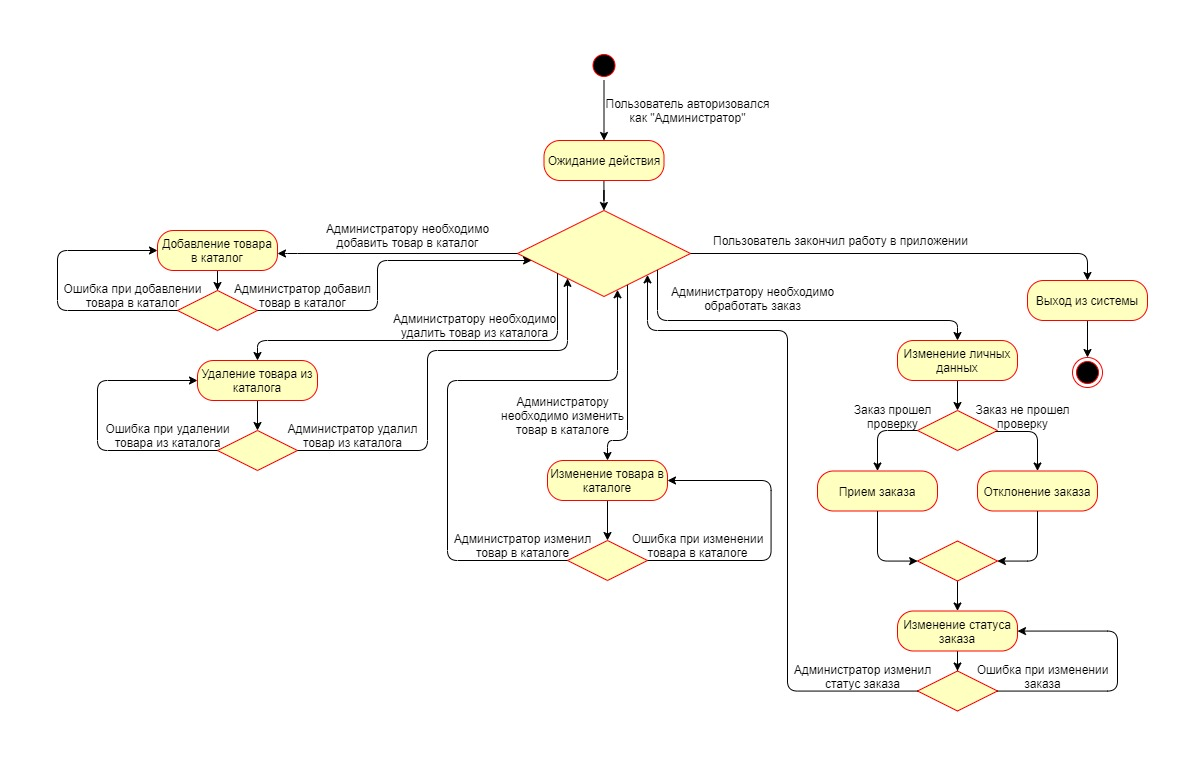 Пользователь авторизовался
как "Администратор"
Ожидание действия
Администратору необходимо
добавить товар в каталог
Пользователь закончил работу в приложении
Добавление товара
в каталог
Ошибка при добавлении
товара в каталог
Администратор добавил
товар в каталог
Администратору необходимо
обработать заказ
Выход из системы
Администратору необходимо
удалить товар из каталога
Изменение личных
данных
Удаление товара из
каталога
Ошибка при удалении
товара из каталога
Администратор удалил
товар из каталога
Администратору
необходимо изменить
товар в каталоге
Заказ прошел
проверку
Заказ не прошел
проверку
Изменение товара в
каталоге
Прием заказа
Отклонение заказа
Администратор изменил
товар в каталоге
Ошибка при изменении
товара в каталоге
Изменение статуса
заказа
Администратор изменил
статус заказа
Ошибка при изменении
заказа